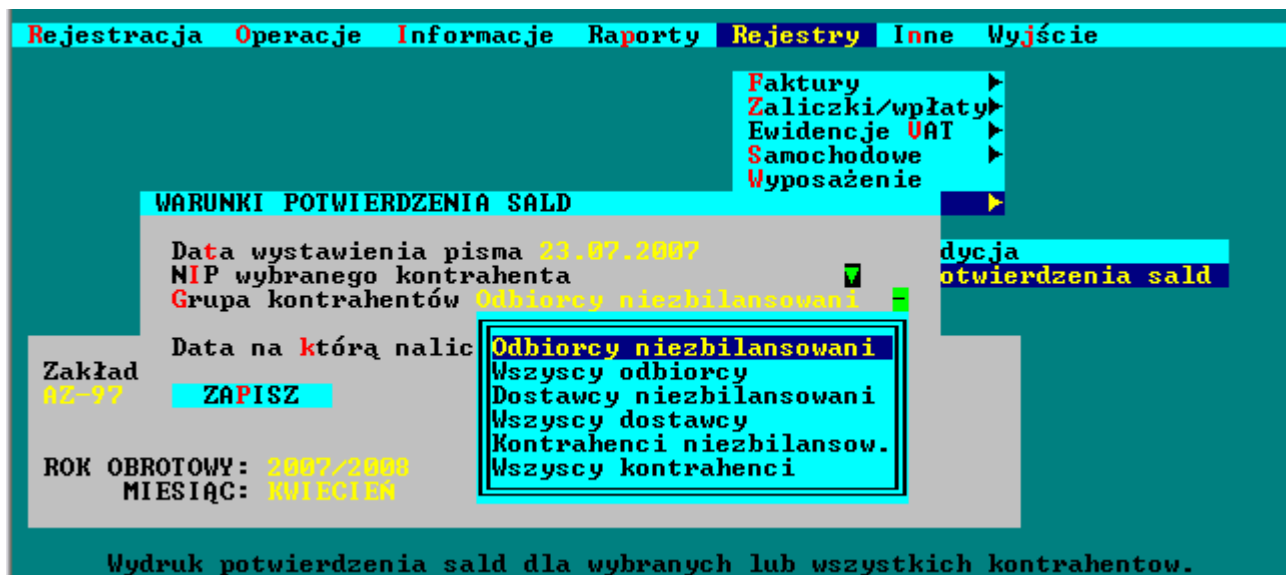 Rejestracja Operacje Informacje Raporty Rejestry Inne Wyjście
Faktury
Zaliczki/wpłaty
Ewidencje VAT
Samochodowe
Wyposażenie
WARUNKI POTWIERDZENIA SALD
Data wystawienia pisma 23.07.2007
dycja
NIP wybranego kontrahenta
otwierdzenia sald
Grupa kontrahentów Odbiorcy niezbilansowani
Data na którą nalic
Odbiorcy niezbilansowani
Wszyscy odbiorcy
Dostawcy niezbilansowani
Wszyscy dostawcy
Kontrahenci niezbilansow.
Wszyscy kontrahenci
Zakład
AZ-97
ZAPISZ
ROK OBROTOWY: 2007/2008
MIESIĄC: KWIECIEŃ
Wydruk potwierdzenia sald dla wybranych lub wszystkich kontrahentow.